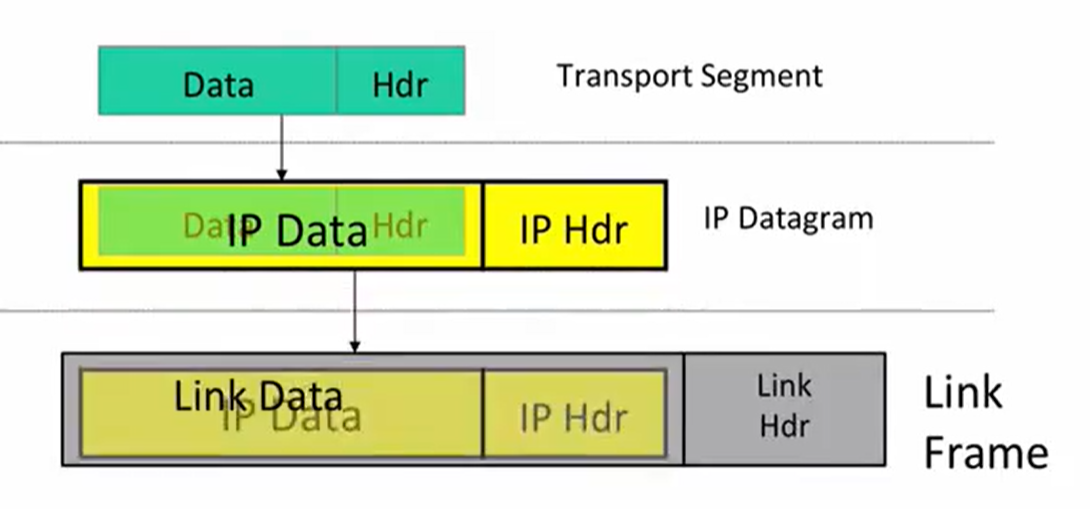 Data Hdr Transport Segment
Data Hdr
IP Data IP Hdr IP Datagram
Link Data
IP Data IP Hdr
Link
Hdr
Link
Frame